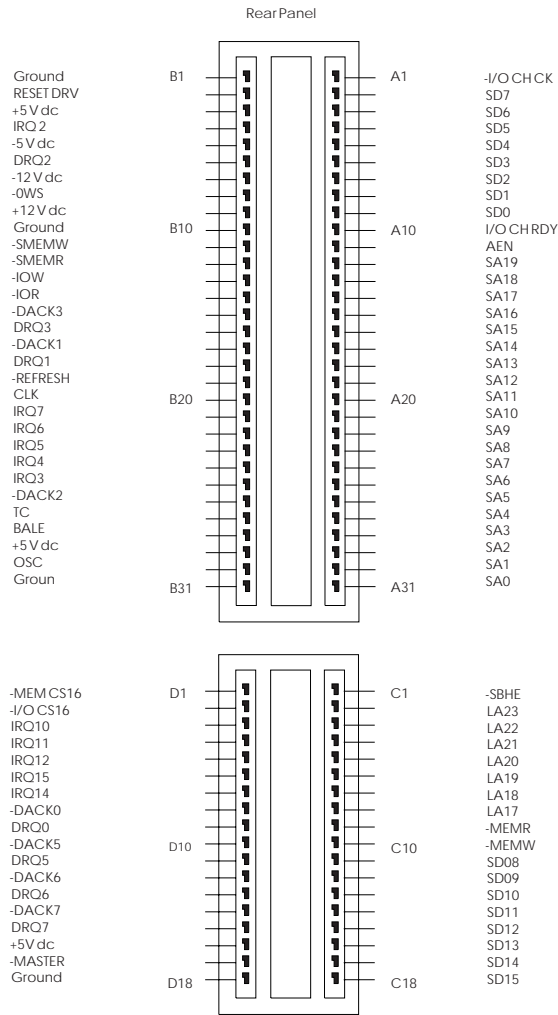 Rear Panel
Ground B1 A1 -I/O CH CK
RESET DRV SD7
+5 V dc SD6
IRQ 2 SD5
-5 V dc SD4
DRQ2 SD3
-12 V dc SD2
-0WS SD1
+12 V dc SD0
Ground B10 A10 I/O CH RDY
-SMEMW AEN
-SMEMR SA19
-IOW SA18
-IOR SA17
-DACK3 SA16
DRQ3 SA15
-DACK1 SA14
DRQ1 SA13
-REFRESH SA12
CLK B20 A20 SA11
IRQ7 SA10
IRQ6 SA9
IRQ5 SA8
IRQ4 SA7
IRQ3 SA6
-DACK2 SA5
TC SA4
BALE SA3
+5 V dc SA2
OSC SA1
Groun B31 A31 SA0
-MEM CS16 D1 C1 -SBHE
-I/O CS16 LA23
IRQ10 LA22
IRQ11 LA21
IRQ12 LA20
IRQ15 LA19
IRQ14 LA18
-DACK0 LA17
DRQ0 -MEMR
-DACK5 D10 C10 -MEMW
DRQ5 SD08
-DACK6 SD09
DRQ6 SD10
-DACK7 SD11
DRQ7 SD12
+5V dc SD13
-MASTER SD14
Ground D18 C18 SD15